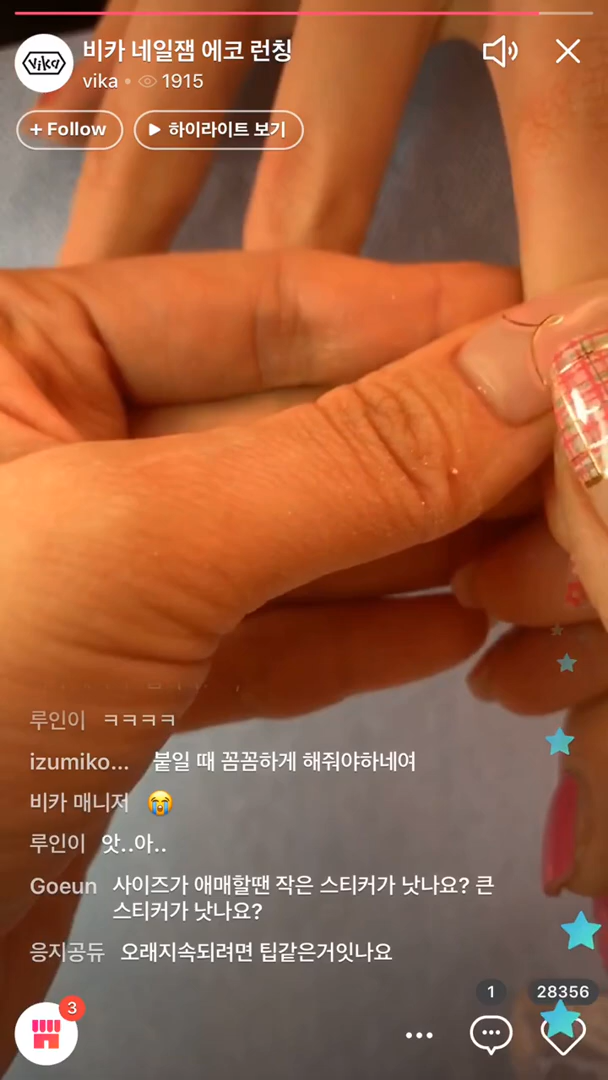 vika
비카 네일잼 에코 런칭
vika • 1915
+ Follow
하이라이트 보기
루인이 ㅋㅋㅋㅋ
izumiko... 붙일 때 꼼꼼하게 해줘야하네여
비카 매니저 😭
루인이 앗..아..
Goeun 사이즈가 애매할땐 작은 스티커가 낫나요? 큰
스티커가 낫나요?
응지공듀 오래지속되려면 팁같은거잇나요
3
1
28356